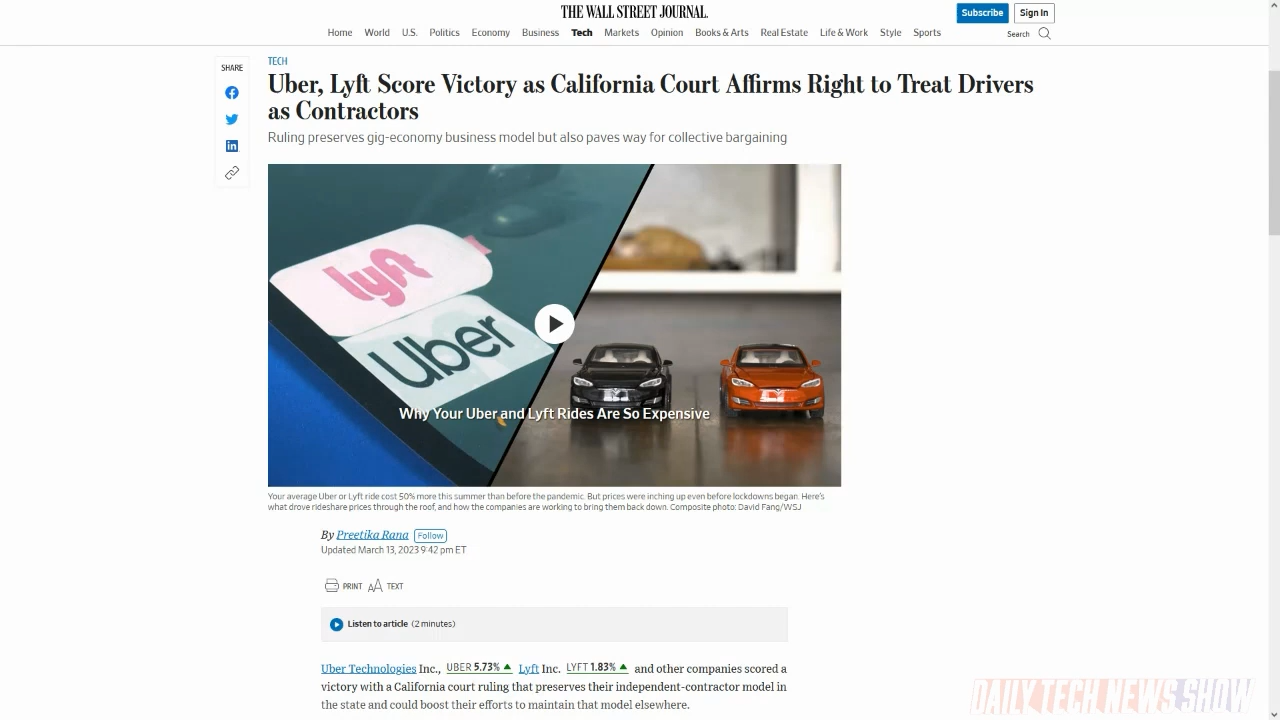 THE WALL STREET JOURNAL.
Subscribe
Sign In
Home World U.S. Politics Economy Business Tech Markets Opinion Books & Arts Real Estate Life & Work Style Sports
Search
SHARE
TECH
Uber, Lyft Score Victory as California Court Affirms Right to Treat Drivers
as Contractors
Ruling preserves gig-economy business model but also paves way for collective bargaining
lyft
Uber
Why Your Uber and Lyft Rides Are So Expensive
Your average Uber or Lyft ride cost 50% more this summer than before the pandemic. But prices were inching up even before lockdowns began. Here's
what drove rideshare prices through the roof, and how the companies are working to bring them back down. Composite photo: David Fang/WSJ
By Preetika Rana Follow
Updated March 13, 2023 9:42 pm ET
PRINT AA TEXT
Listen to article (2 minutes)
Uber Technologies Inc., UBER 5.73% Lyft Inc. LYFT 1.83% and other companies scored a
victory with a California court ruling that preserves their independent-contractor model in
the state and could boost their efforts to maintain that model elsewhere.
DAILY TECH NEWS SHOW